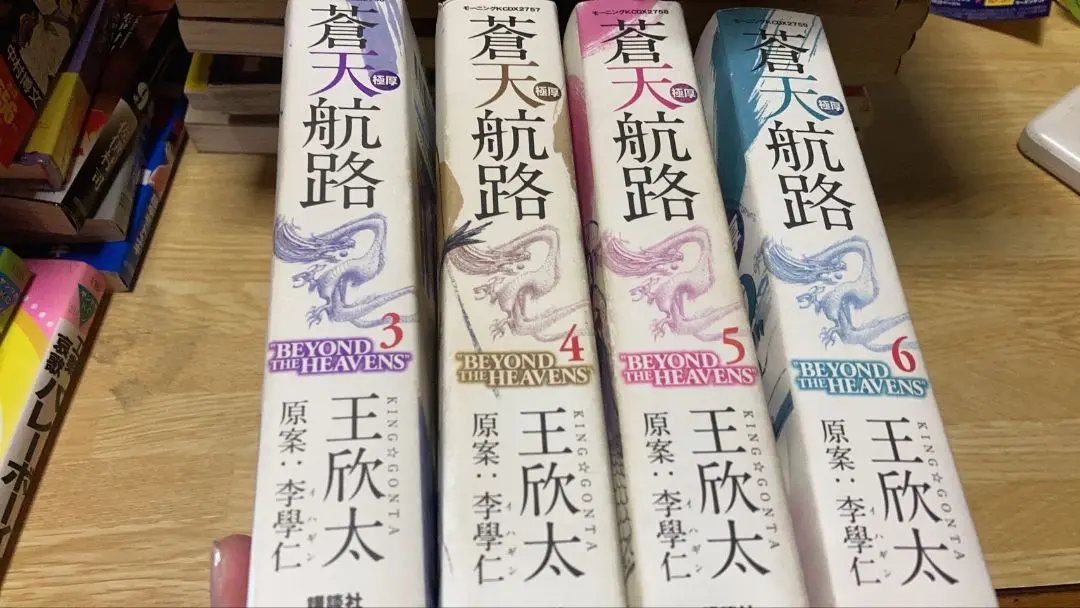 蒼天航路
極厚
3
"BEYOND
THE HEAVENS"
王欣太
KING☆GONTA
原案:李學仁
イハギン
講談社
モーニングKCDX2757
蒼天航路
極厚
4
"BEYOND
THE HEAVENS"
王欣太
KING☆GONTA
原案:李學仁
イハギン
モーニングKCDX2758
蒼天航路
極厚
5
"BEYOND
THE HEAVENS"
王欣太
KING☆GONTA
原案:李學仁
イハギン
モーニングKCDX2759
蒼天航路
極厚
6
"BEYOND
THE HEAVENS"
王欣太
KING☆GONTA
原案:李學仁
イハギン